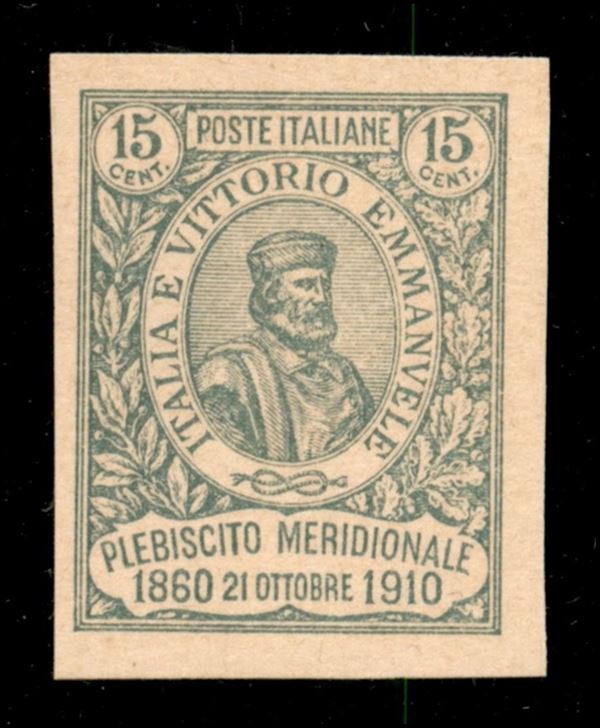 15 CENT.
POSTE ITALIANE
15 CENT.
ITALIA E VITTORIO EMMANVELE
PLEBISCITO MERIDIONALE
1860 21 OTTOBRE 1910